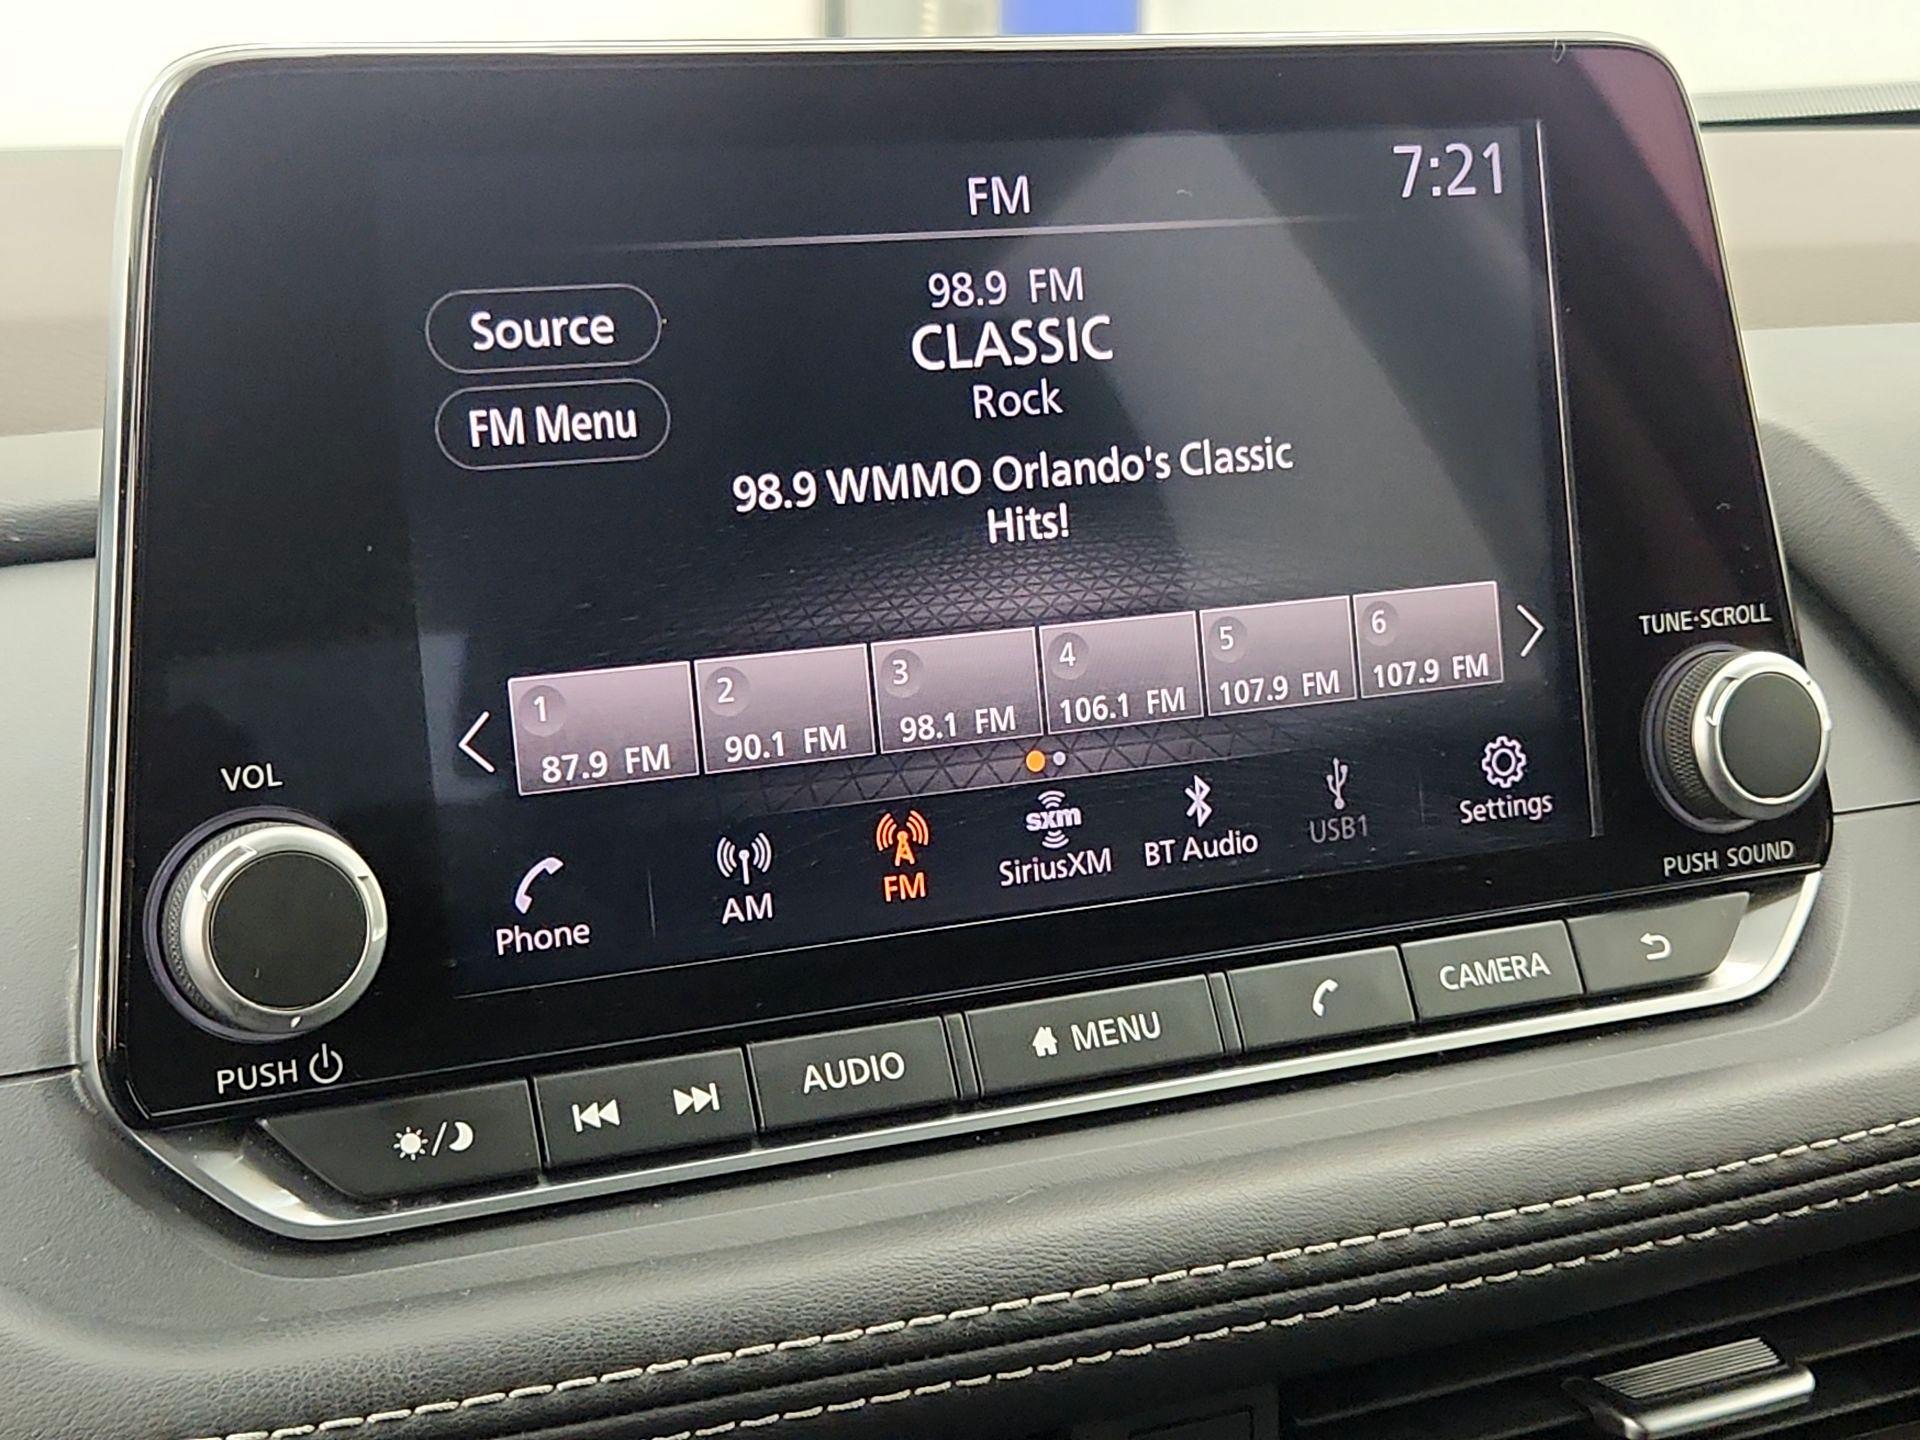 FM
7:21
Source
98.9 FM
CLASSIC
Rock
FM Menu
98.9 WMMO Orlando's Classic
Hits!
1
87.9 FM
2
90.1 FM
3
98.1 FM
4
106.1 FM
5
107.9 FM
6
107.9 FM
Phone
AM
FM
sxm
SiriusXM
BT Audio
USB1
Settings
VOL
PUSH
TUNE·SCROLL
PUSH SOUND
AUDIO
MENU
CAMERA